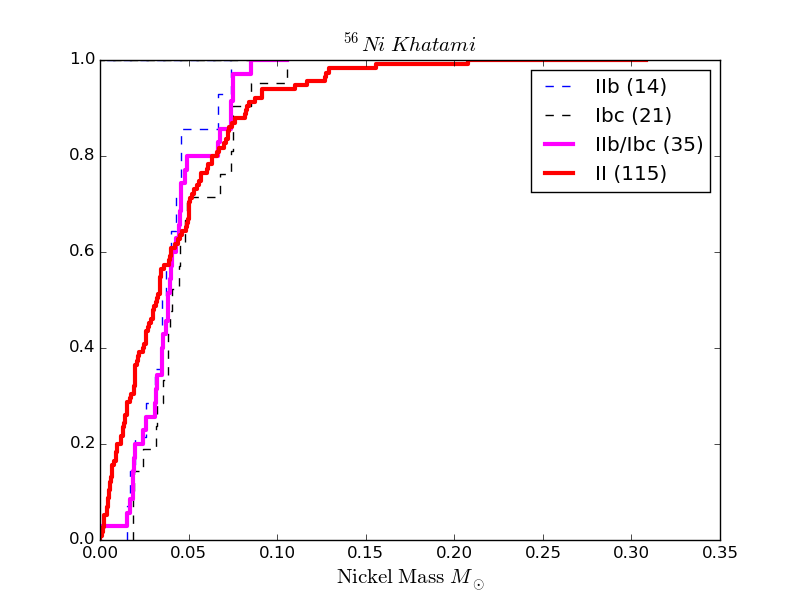 ⁵⁶Ni Khatami
1.0
0.8
0.6
0.4
0.2
0.0
IIb (14)
Ibc (21)
IIb/Ibc (35)
II (115)
0.00 0.05 0.10 0.15 0.20 0.25 0.30 0.35
Nickel Mass M⊙